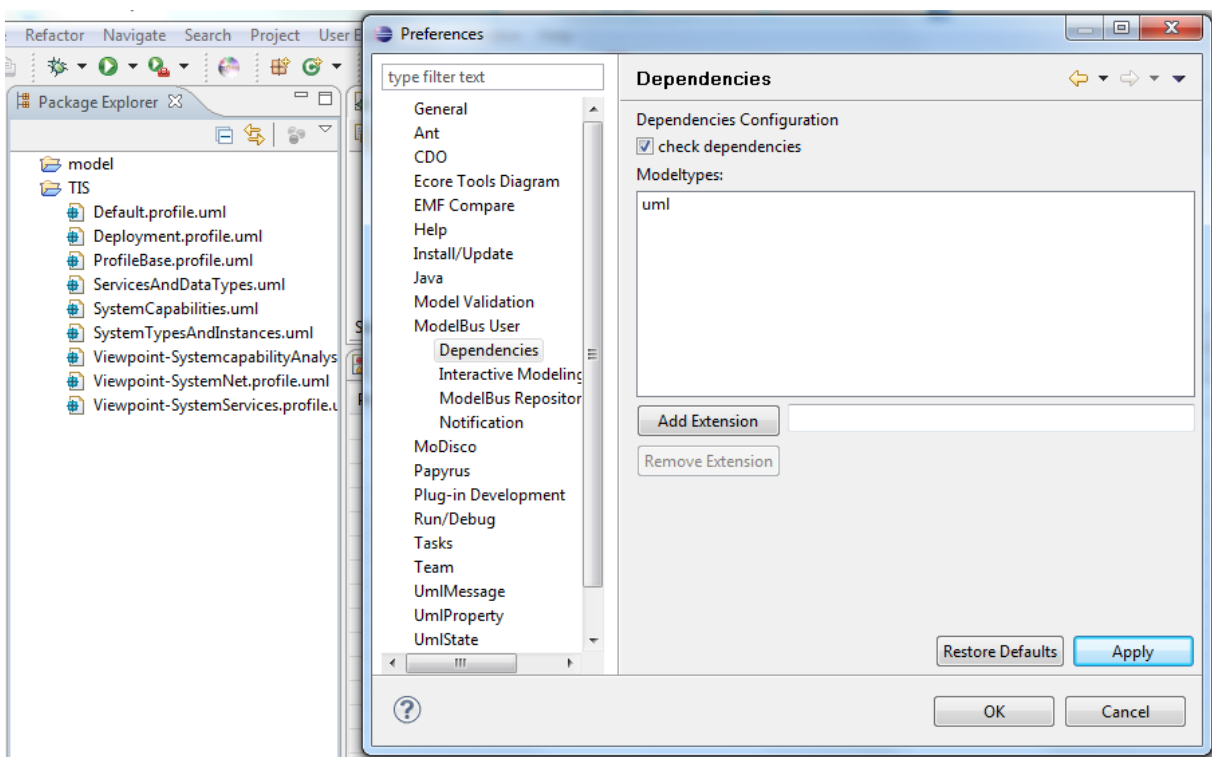 Refactor Navigate Search Project User E
Package Explorer
model
TIS
Default.profile.uml
Deployment.profile.uml
ProfileBase.profile.uml
ServicesAndDataTypes.uml
SystemCapabilities.uml
SystemTypesAndInstances.uml
Viewpoint-SystemcapabilityAnalys
Viewpoint-SystemNet.profile.uml
Viewpoint-SystemServices.profile.u
Preferences
type filter text
General
Ant
CDO
Ecore Tools Diagram
EMF Compare
Help
Install/Update
Java
Model Validation
ModelBus User
Dependencies
Interactive Modeling
ModelBus Repositor
Notification
MoDisco
Papyrus
Plug-in Development
Run/Debug
Tasks
Team
UmlMessage
UmlProperty
UmlState
Dependencies
Dependencies Configuration
check dependencies
Modeltypes:
uml
Add Extension
Remove Extension
Restore Defaults
Apply
OK
Cancel